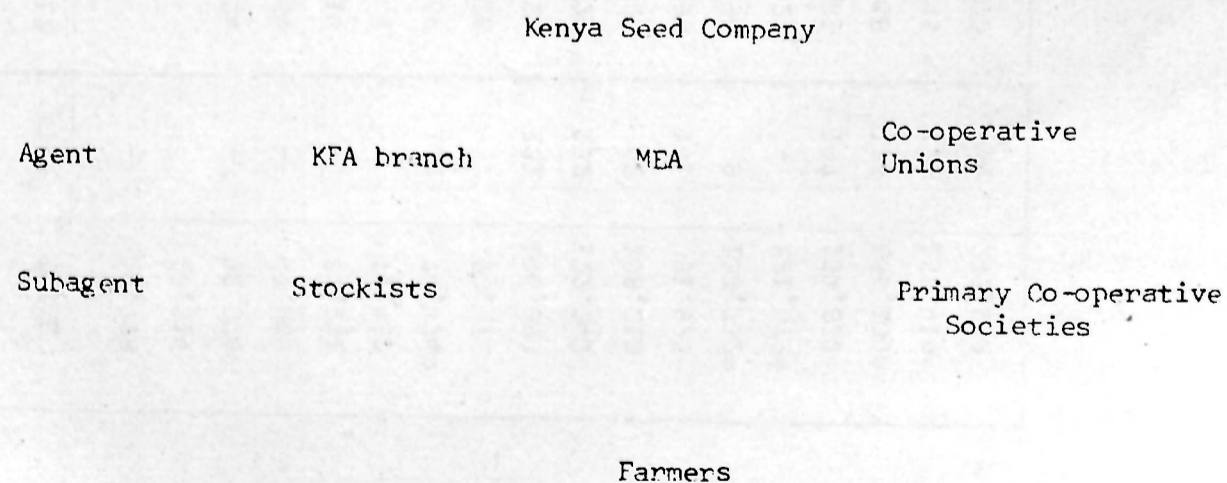 Kenya Seed Company
Agent KFA branch MEA Co-operative
Unions
Subagent Stockists Primary Co-operative
Societies
Farmers